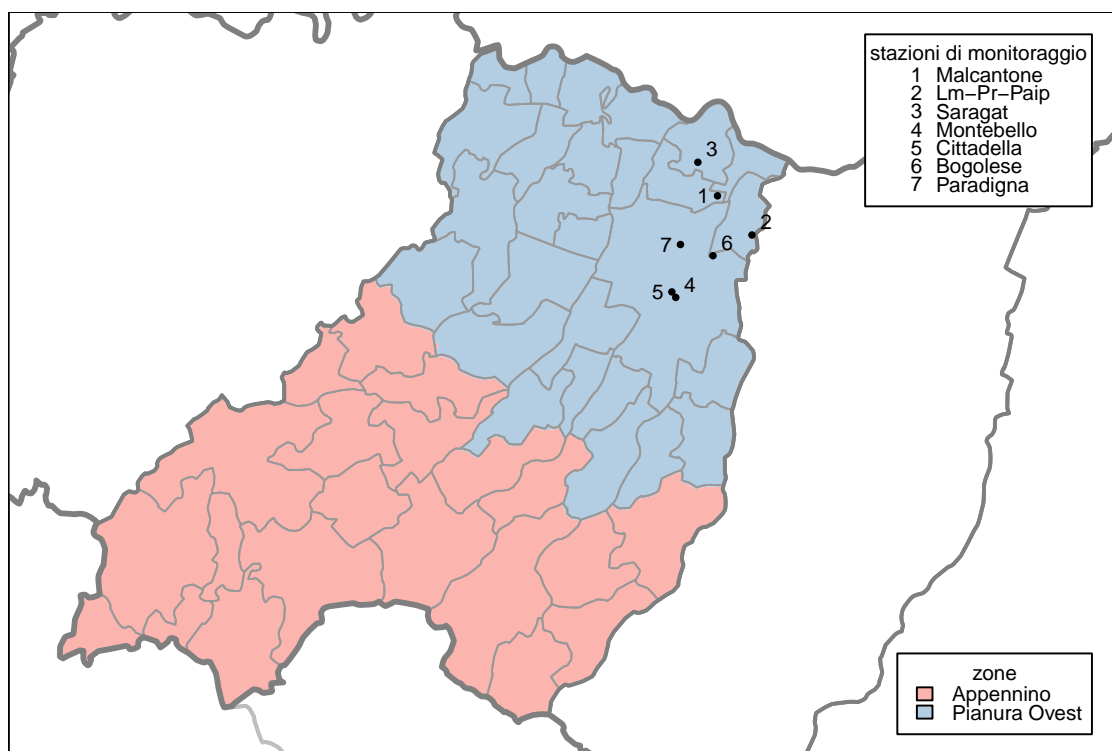 stazioni di monitoraggio
1 Malcantone
2 Lm−Pr−Paip
3 Saragat
4 Montebello
5 Cittadella
6 Bogolese
7 Paradigna
3
1
2
7
6
5
4
zone
Appennino
Pianura Ovest